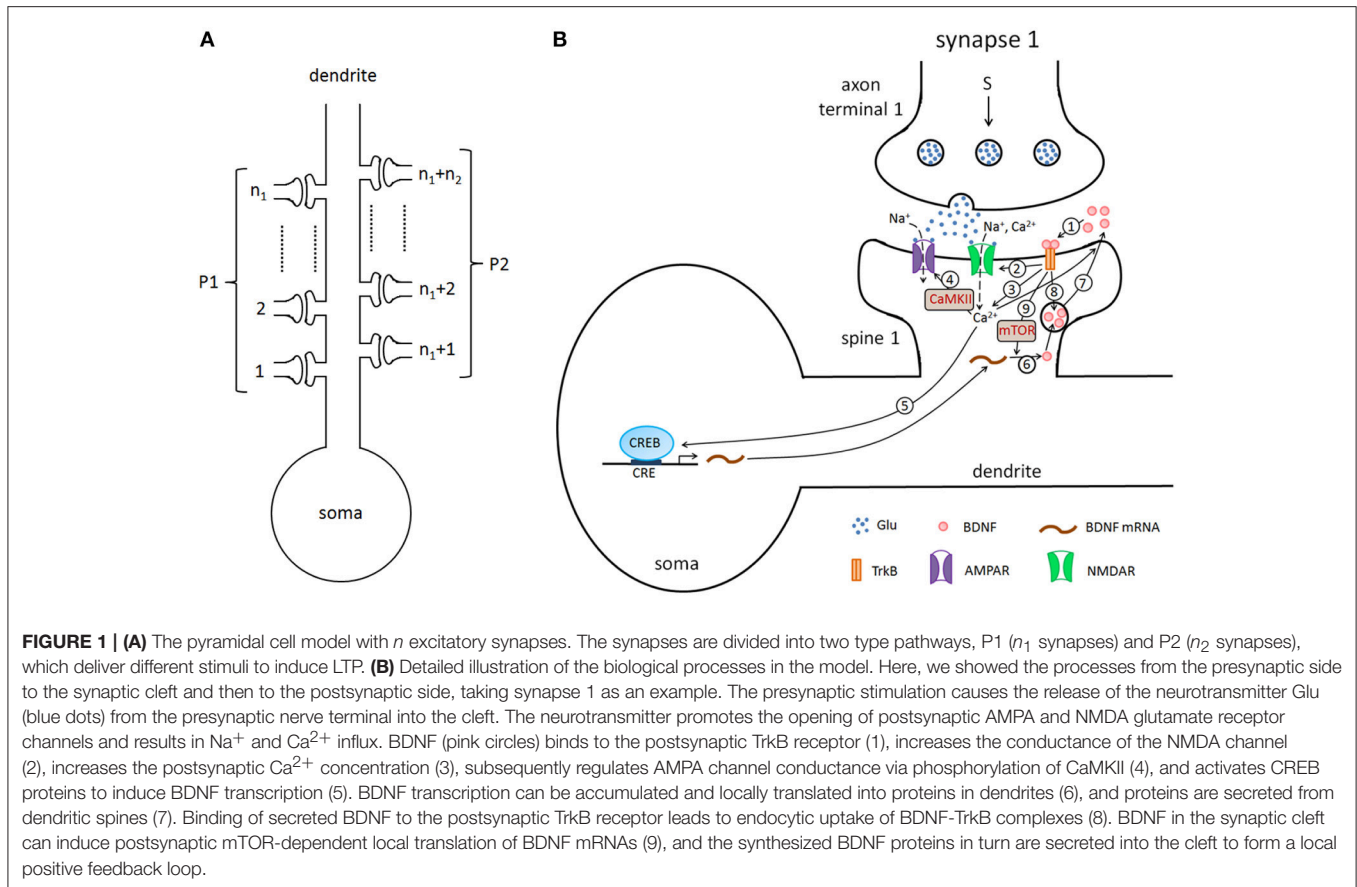 A
dendrite
n1
n1+n2
P1
P2
2
n1+2
1
n1+1
soma
B
synapse 1
axon
terminal 1
S
Na+
Na+, Ca2+
1
2
3
4
CaMKII
Ca2+
9
8
7
mTOR
spine 1
6
5
CREB
CRE
dendrite
soma
Glu
BDNF
BDNF mRNA
TrkB
AMPAR
NMDAR
FIGURE 1 | (A) The pyramidal cell model with n excitatory synapses. The synapses are divided into two type pathways, P1 (n1 synapses) and P2 (n2 synapses),
which deliver different stimuli to induce LTP. (B) Detailed illustration of the biological processes in the model. Here, we showed the processes from the presynaptic side
to the synaptic cleft and then to the postsynaptic side, taking synapse 1 as an example. The presynaptic stimulation causes the release of the neurotransmitter Glu
(blue dots) from the presynaptic nerve terminal into the cleft. The neurotransmitter promotes the opening of postsynaptic AMPA and NMDA glutamate receptor
channels and results in Na+ and Ca2+ influx. BDNF (pink circles) binds to the postsynaptic TrkB receptor (1), increases the conductance of the NMDA channel
(2), increases the postsynaptic Ca2+ concentration (3), subsequently regulates AMPA channel conductance via phosphorylation of CaMKII (4), and activates CREB
proteins to induce BDNF transcription (5). BDNF transcription can be accumulated and locally translated into proteins in dendrites (6), and proteins are secreted from
dendritic spines (7). Binding of secreted BDNF to the postsynaptic TrkB receptor leads to endocytic uptake of BDNF-TrkB complexes (8). BDNF in the synaptic cleft
can induce postsynaptic mTOR-dependent local translation of BDNF mRNAs (9), and the synthesized BDNF proteins in turn are secreted into the cleft to form a local
positive feedback loop.